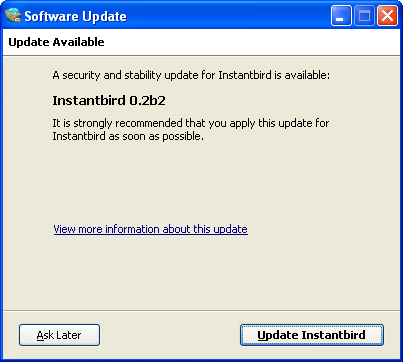 Software Update
Update Available
A security and stability update for Instantbird is available:
Instantbird 0.2b2
It is strongly recommended that you apply this update for
Instantbird as soon as possible.
View more information about this update
Ask Later
Update Instantbird